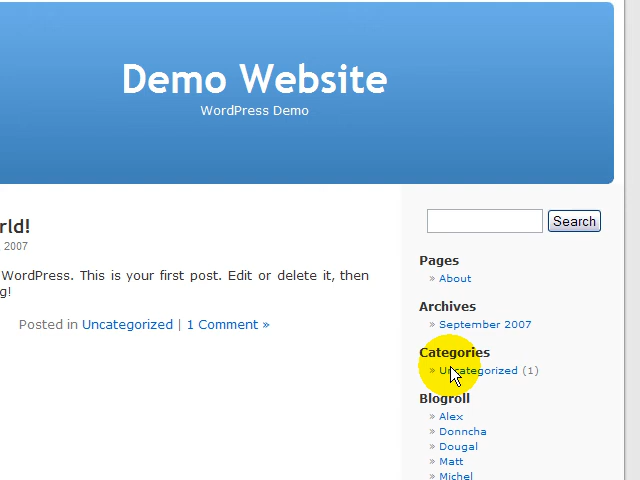 Demo Website
WordPress Demo
rld!
2007
WordPress. This is your first post. Edit or delete it, then
g!
Posted in Uncategorized | 1 Comment »
Search
Pages
» About
Archives
» September 2007
Categories
» Uncategorized (1)
Blogroll
» Alex
» Donncha
» Dougal
» Matt
» Michel